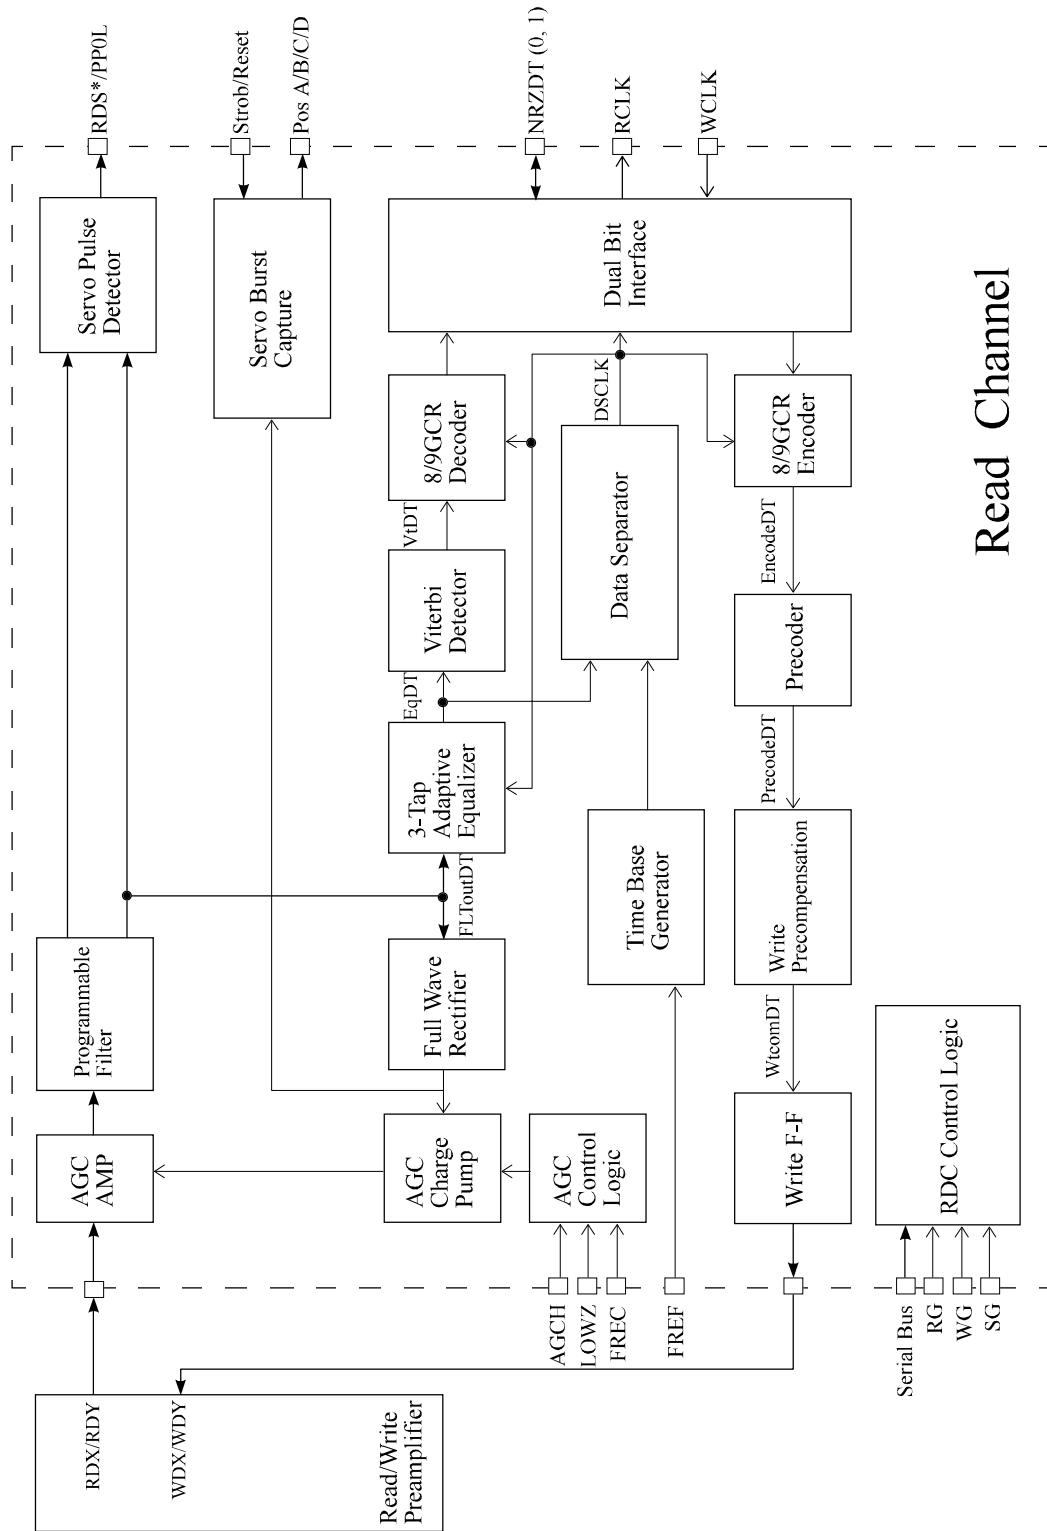 RDS*/PP0L
Strob/Reset
Pos A/B/C/D
NRZDT (0, 1)
RCLK
WCLK
Servo Pulse
Detector
Servo Burst
Capture
Dual Bit
Interface
8/9GCR
Decoder
DSCLK
8/9GCR
Encoder
VtDT
Viterbi
Detector
Data Separator
EncodeDT
Precoder
EqDT
3-Tap
Adaptive
Equalizer
PrecodeDT
FLToutDT
Programmable
Filter
Full Wave
Rectifier
Time Base
Generator
Write
Precompensation
WtcomDT
AGC
AMP
AGC
Charge
Pump
AGC
Control
Logic
Write F-F
RDC Control Logic
AGCH
LOWZ
FREC
FREF
Serial Bus
RG
WG
SG
RDX/RDY
WDX/WDY
Read/Write
Preamplifier
Read Channel